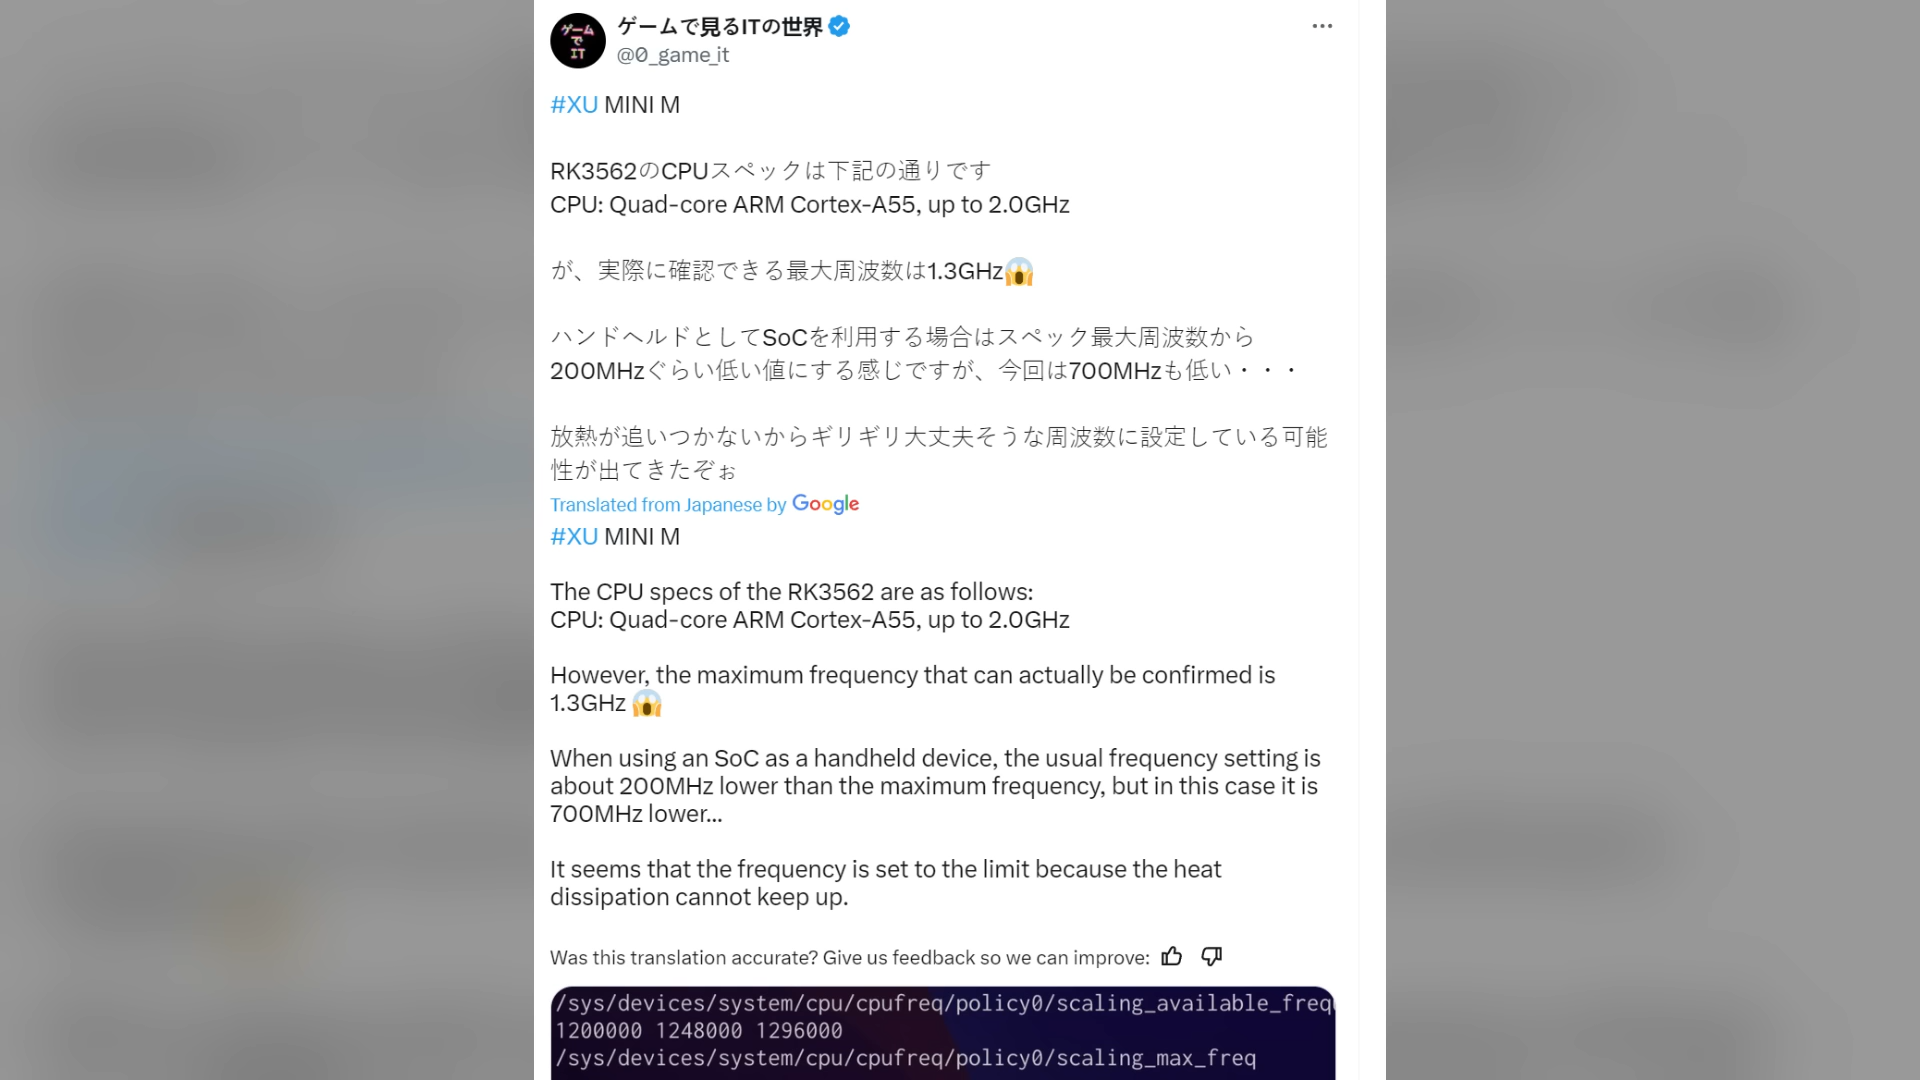 ゲームで見るITの世界
ゲーム
で
IT
@0_game_it
#XU MINI M
RK3562のCPUスペックは下記の通りです
CPU: Quad-core ARM Cortex-A55, up to 2.0GHz
が、実際に確認できる最大周波数は1.3GHz😱
ハンドヘルドとしてSoCを利用する場合はスペック最大周波数から
200MHzぐらい低い値にする感じですが、今回は700MHzも低い・・・
放熱が追いつかないからギリギリ大丈夫そうな周波数に設定している可能
性が出てきたぞぉ
Translated from Japanese by Google
#XU MINI M
The CPU specs of the RK3562 are as follows:
CPU: Quad-core ARM Cortex-A55, up to 2.0GHz
However, the maximum frequency that can actually be confirmed is
1.3GHz 😱
When using an SoC as a handheld device, the usual frequency setting is
about 200MHz lower than the maximum frequency, but in this case it is
700MHz lower...
It seems that the frequency is set to the limit because the heat
dissipation cannot keep up.
Was this translation accurate? Give us feedback so we can improve:
/sys/devices/system/cpu/cpufreq/policy0/scaling_available_frequ
1200000 1248000 1296000
/sys/devices/system/cpu/cpufreq/policy0/scaling_max_freq